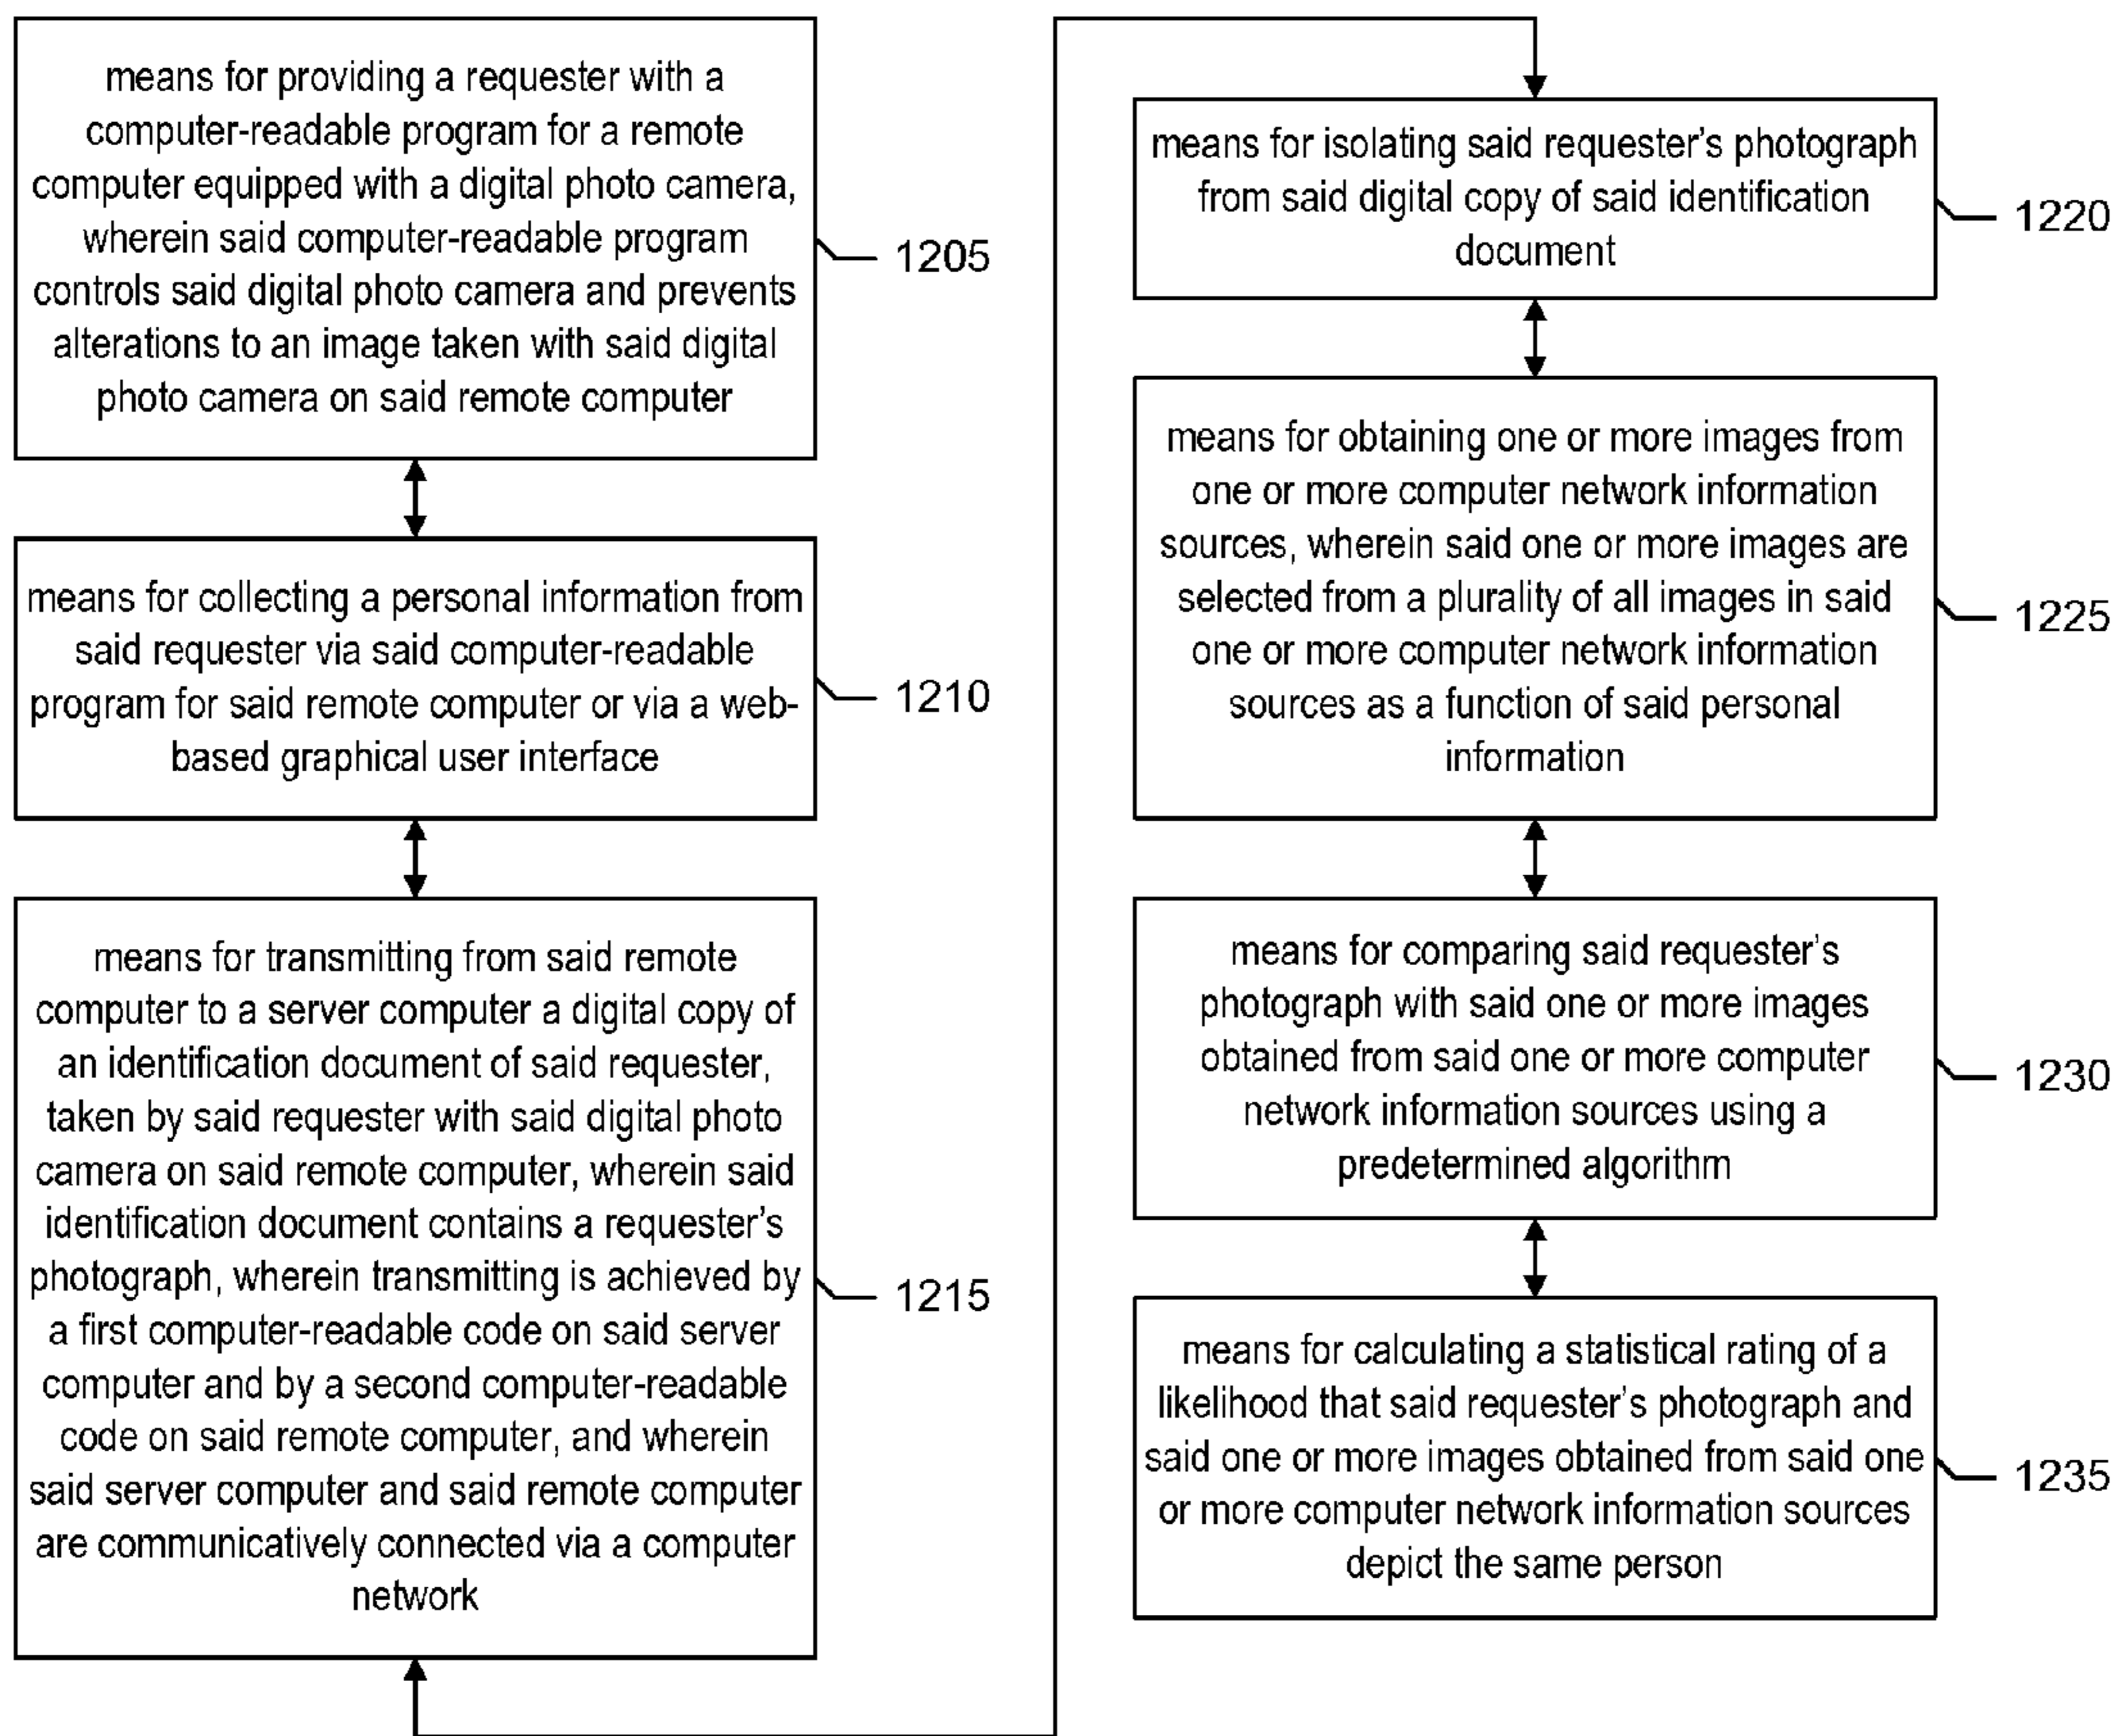 means for providing a requester with a
computer-readable program for a remote
computer equipped with a digital photo camera,
wherein said computer-readable program
controls said digital photo camera and prevents
alterations to an image taken with said digital
photo camera on said remote computer
1205
means for collecting a personal information from
said requester via said computer-readable
program for said remote computer or via a web-
based graphical user interface
1210
means for transmitting from said remote
computer to a server computer a digital copy of
an identification document of said requester,
taken by said requester with said digital photo
camera on said remote computer, wherein said
identification document contains a requester's
photograph, wherein transmitting is achieved by
a first computer-readable code on said server
computer and by a second computer-readable
code on said remote computer, and wherein
said server computer and said remote computer
are communicatively connected via a computer
network
1215
means for isolating said requester's photograph
from said digital copy of said identification
document
1220
means for obtaining one or more images from
one or more computer network information
sources, wherein said one or more images are
selected from a plurality of all images in said
one or more computer network information
sources as a function of said personal
information
1225
means for comparing said requester's
photograph with said one or more images
obtained from said one or more computer
network information sources using a
predetermined algorithm
1230
means for calculating a statistical rating of a
likelihood that said requester's photograph and
said one or more images obtained from said one
or more computer network information sources
depict the same person
1235